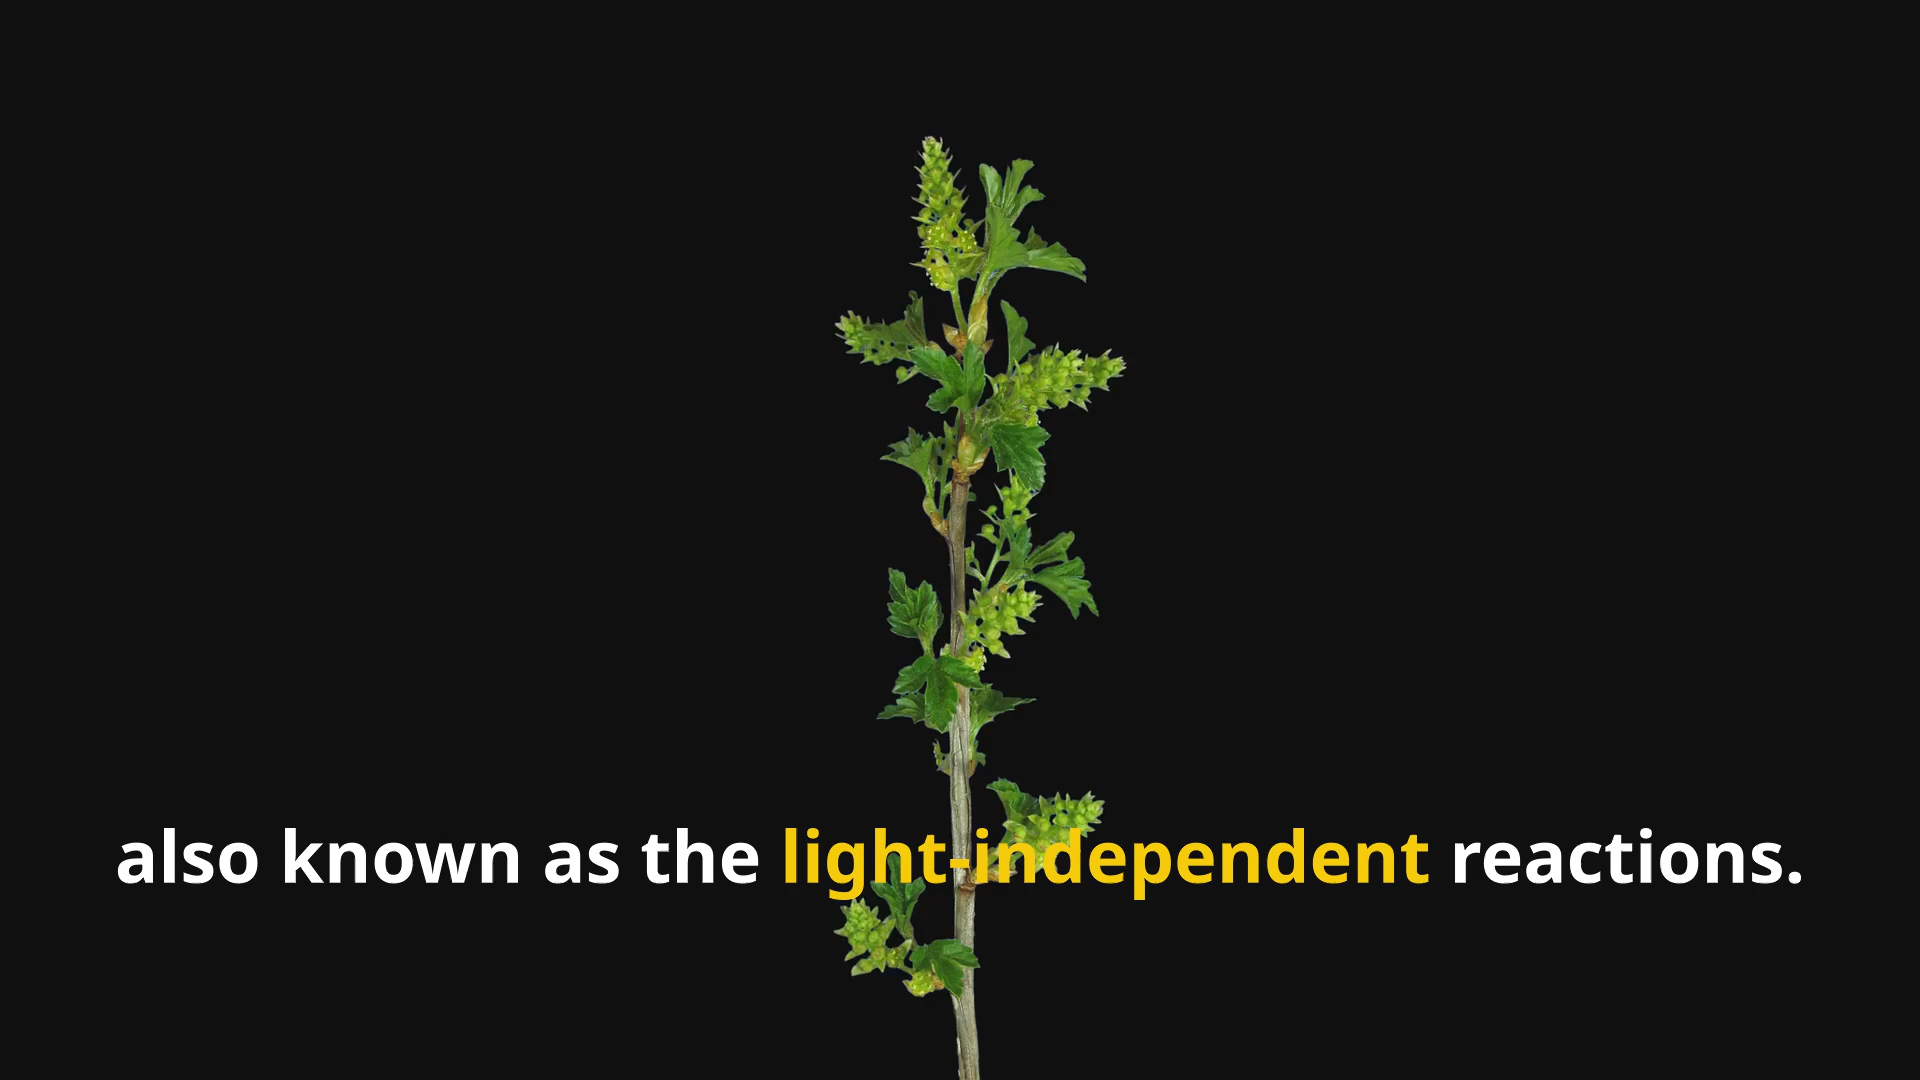 also known as the light-independent reactions.